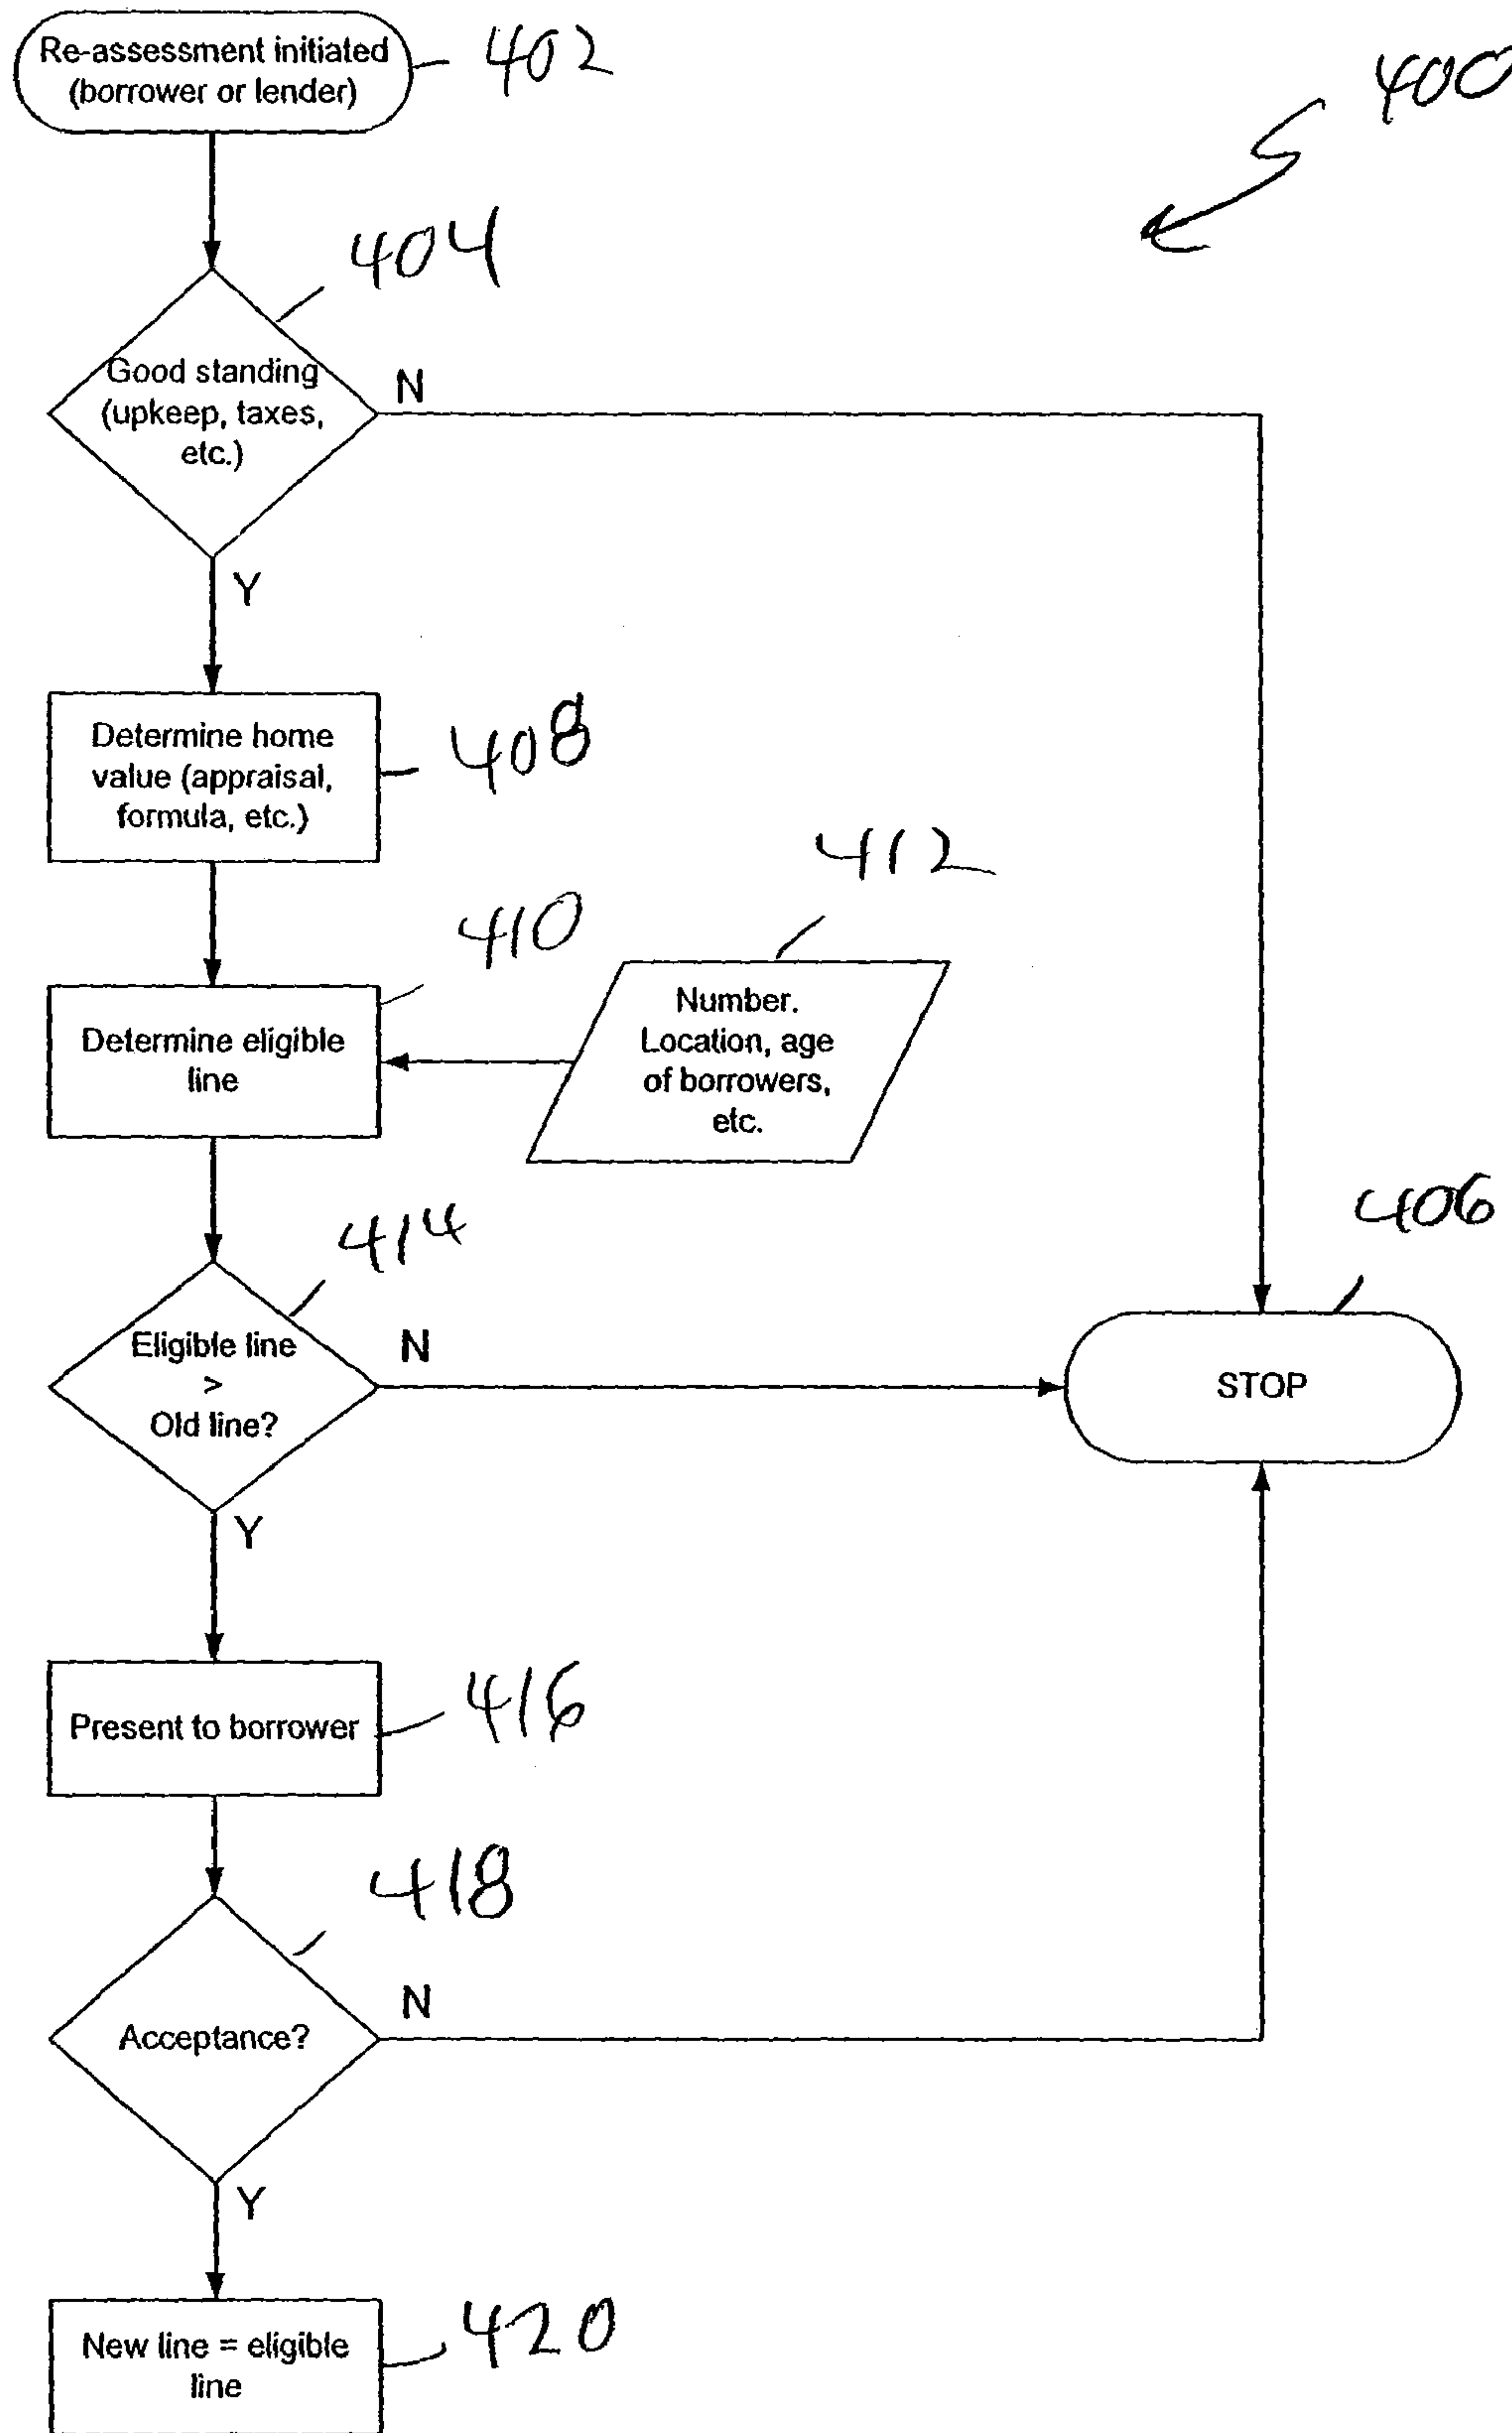 Re-assessment initiated
(borrower or lender)
402
400
404
Good standing
(upkeep, taxes,
etc.)
N
Y
Determine home
value (appraisal,
formula, etc.)
408
412
410
Number.
Location, age
of borrowers,
etc.
Determine eligible
line
406
414
Eligible line
>
Old line?
N
STOP
Y
Present to borrower
416
418
Acceptance?
N
Y
New line = eligible
line
420